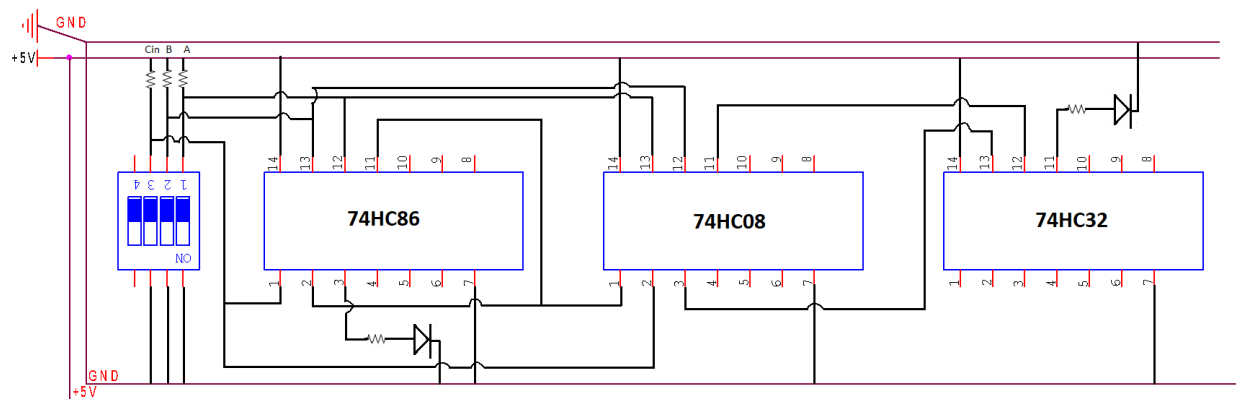 GND
+5V
Cin B A
14 13 12 11 10 9 8
14 13 12 11 10 9 8
14 13 12 11 10 9 8
4 3 2 1
ON
74HC86
74HC08
74HC32
1 2 3 4 5 6 7
1 2 3 4 5 6 7
1 2 3 4 5 6 7
GND
+5V